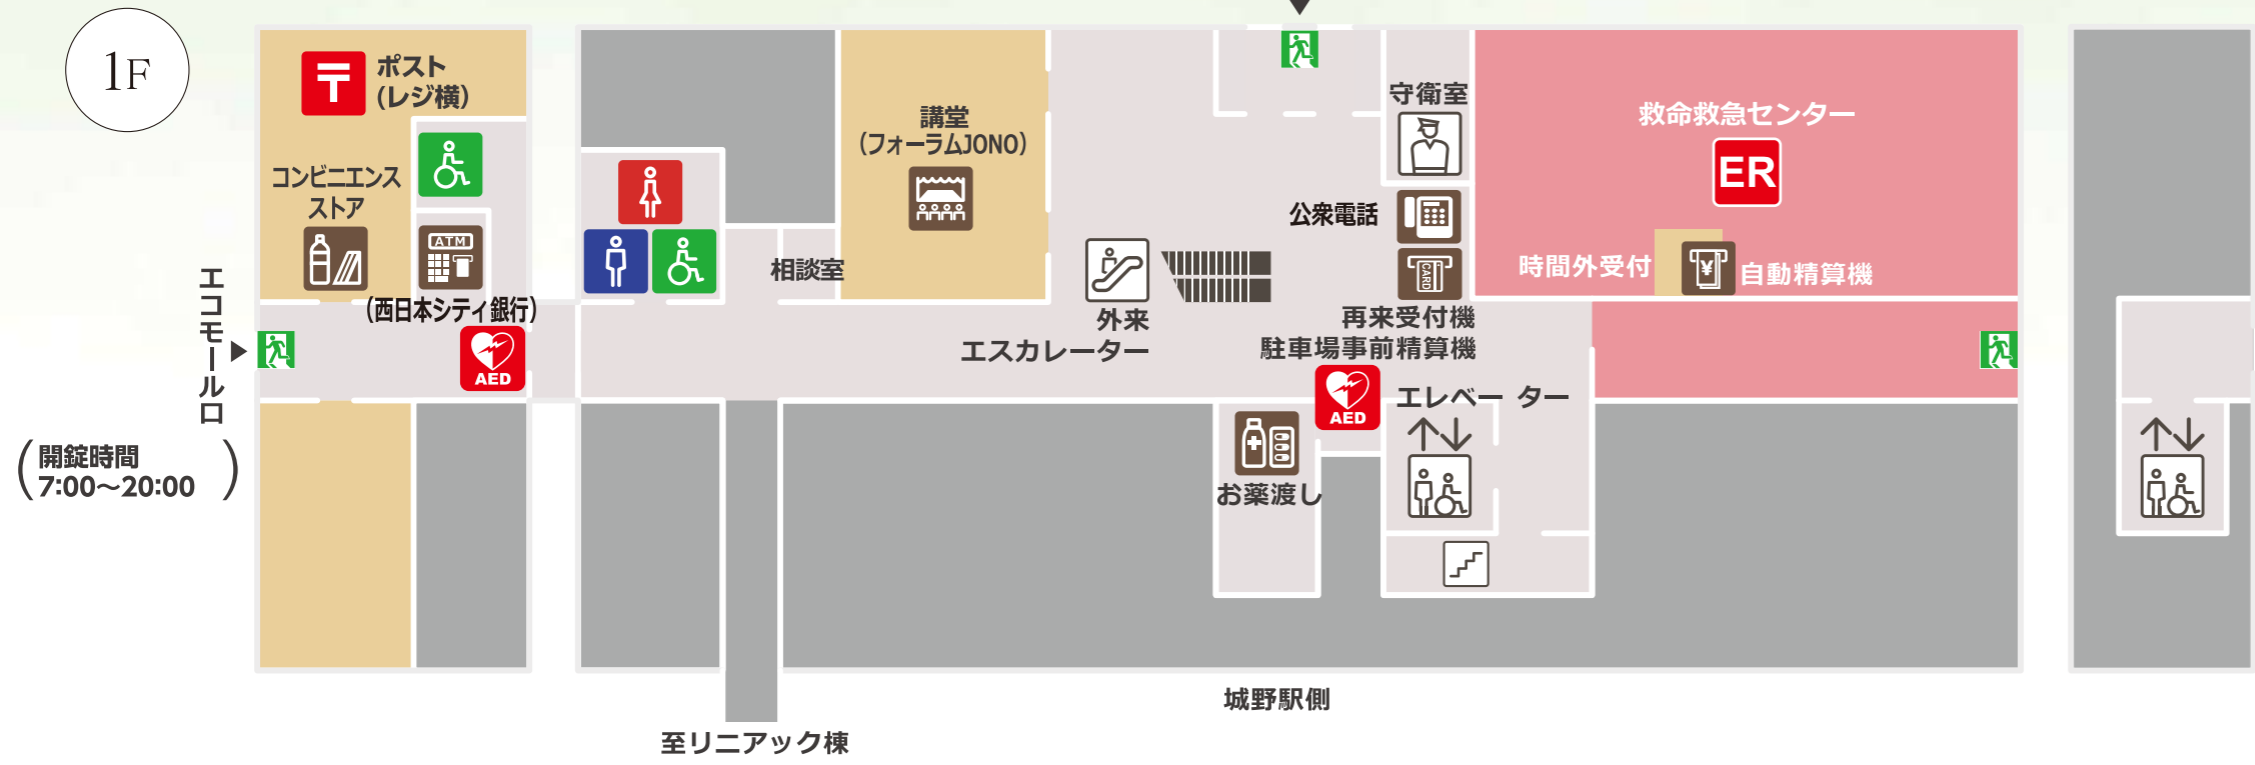 1F
ポスト
(レジ横)
コンビニエンス
ストア
ATM
(西日本シティ銀行)
AED
エコモール口
(開錠時間
7:00～20:00)
相談室
講堂
(フォーラムJONO)
外来
エスカレーター
守衛室
公衆電話
CARD
再来受付機
駐車場事前精算機
AED
エレベーター
お薬渡し
救命救急センター
ER
時間外受付
¥
自動精算機
城野駅側
至リニアック棟